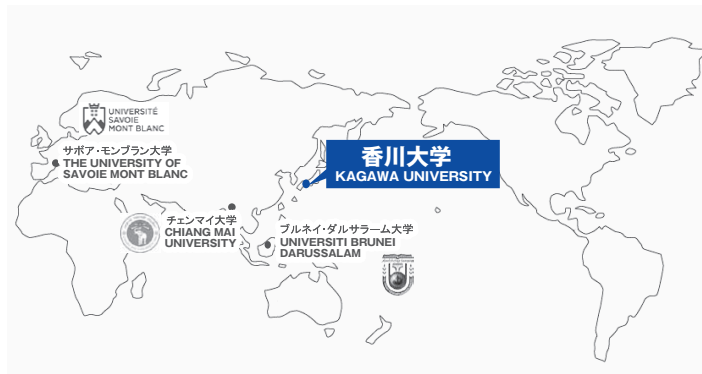 UNIVERSITÉ
SAVOIE
MONT BLANC
サボア・モンブラン大学
THE UNIVERSITY OF
SAVOIE MONT BLANC
香川大学
KAGAWA UNIVERSITY
チェンマイ大学
CHIANG MAI
UNIVERSITY
ブルネイ・ダルサラーム大学
UNIVERSITI BRUNEI
DARUSSALAM